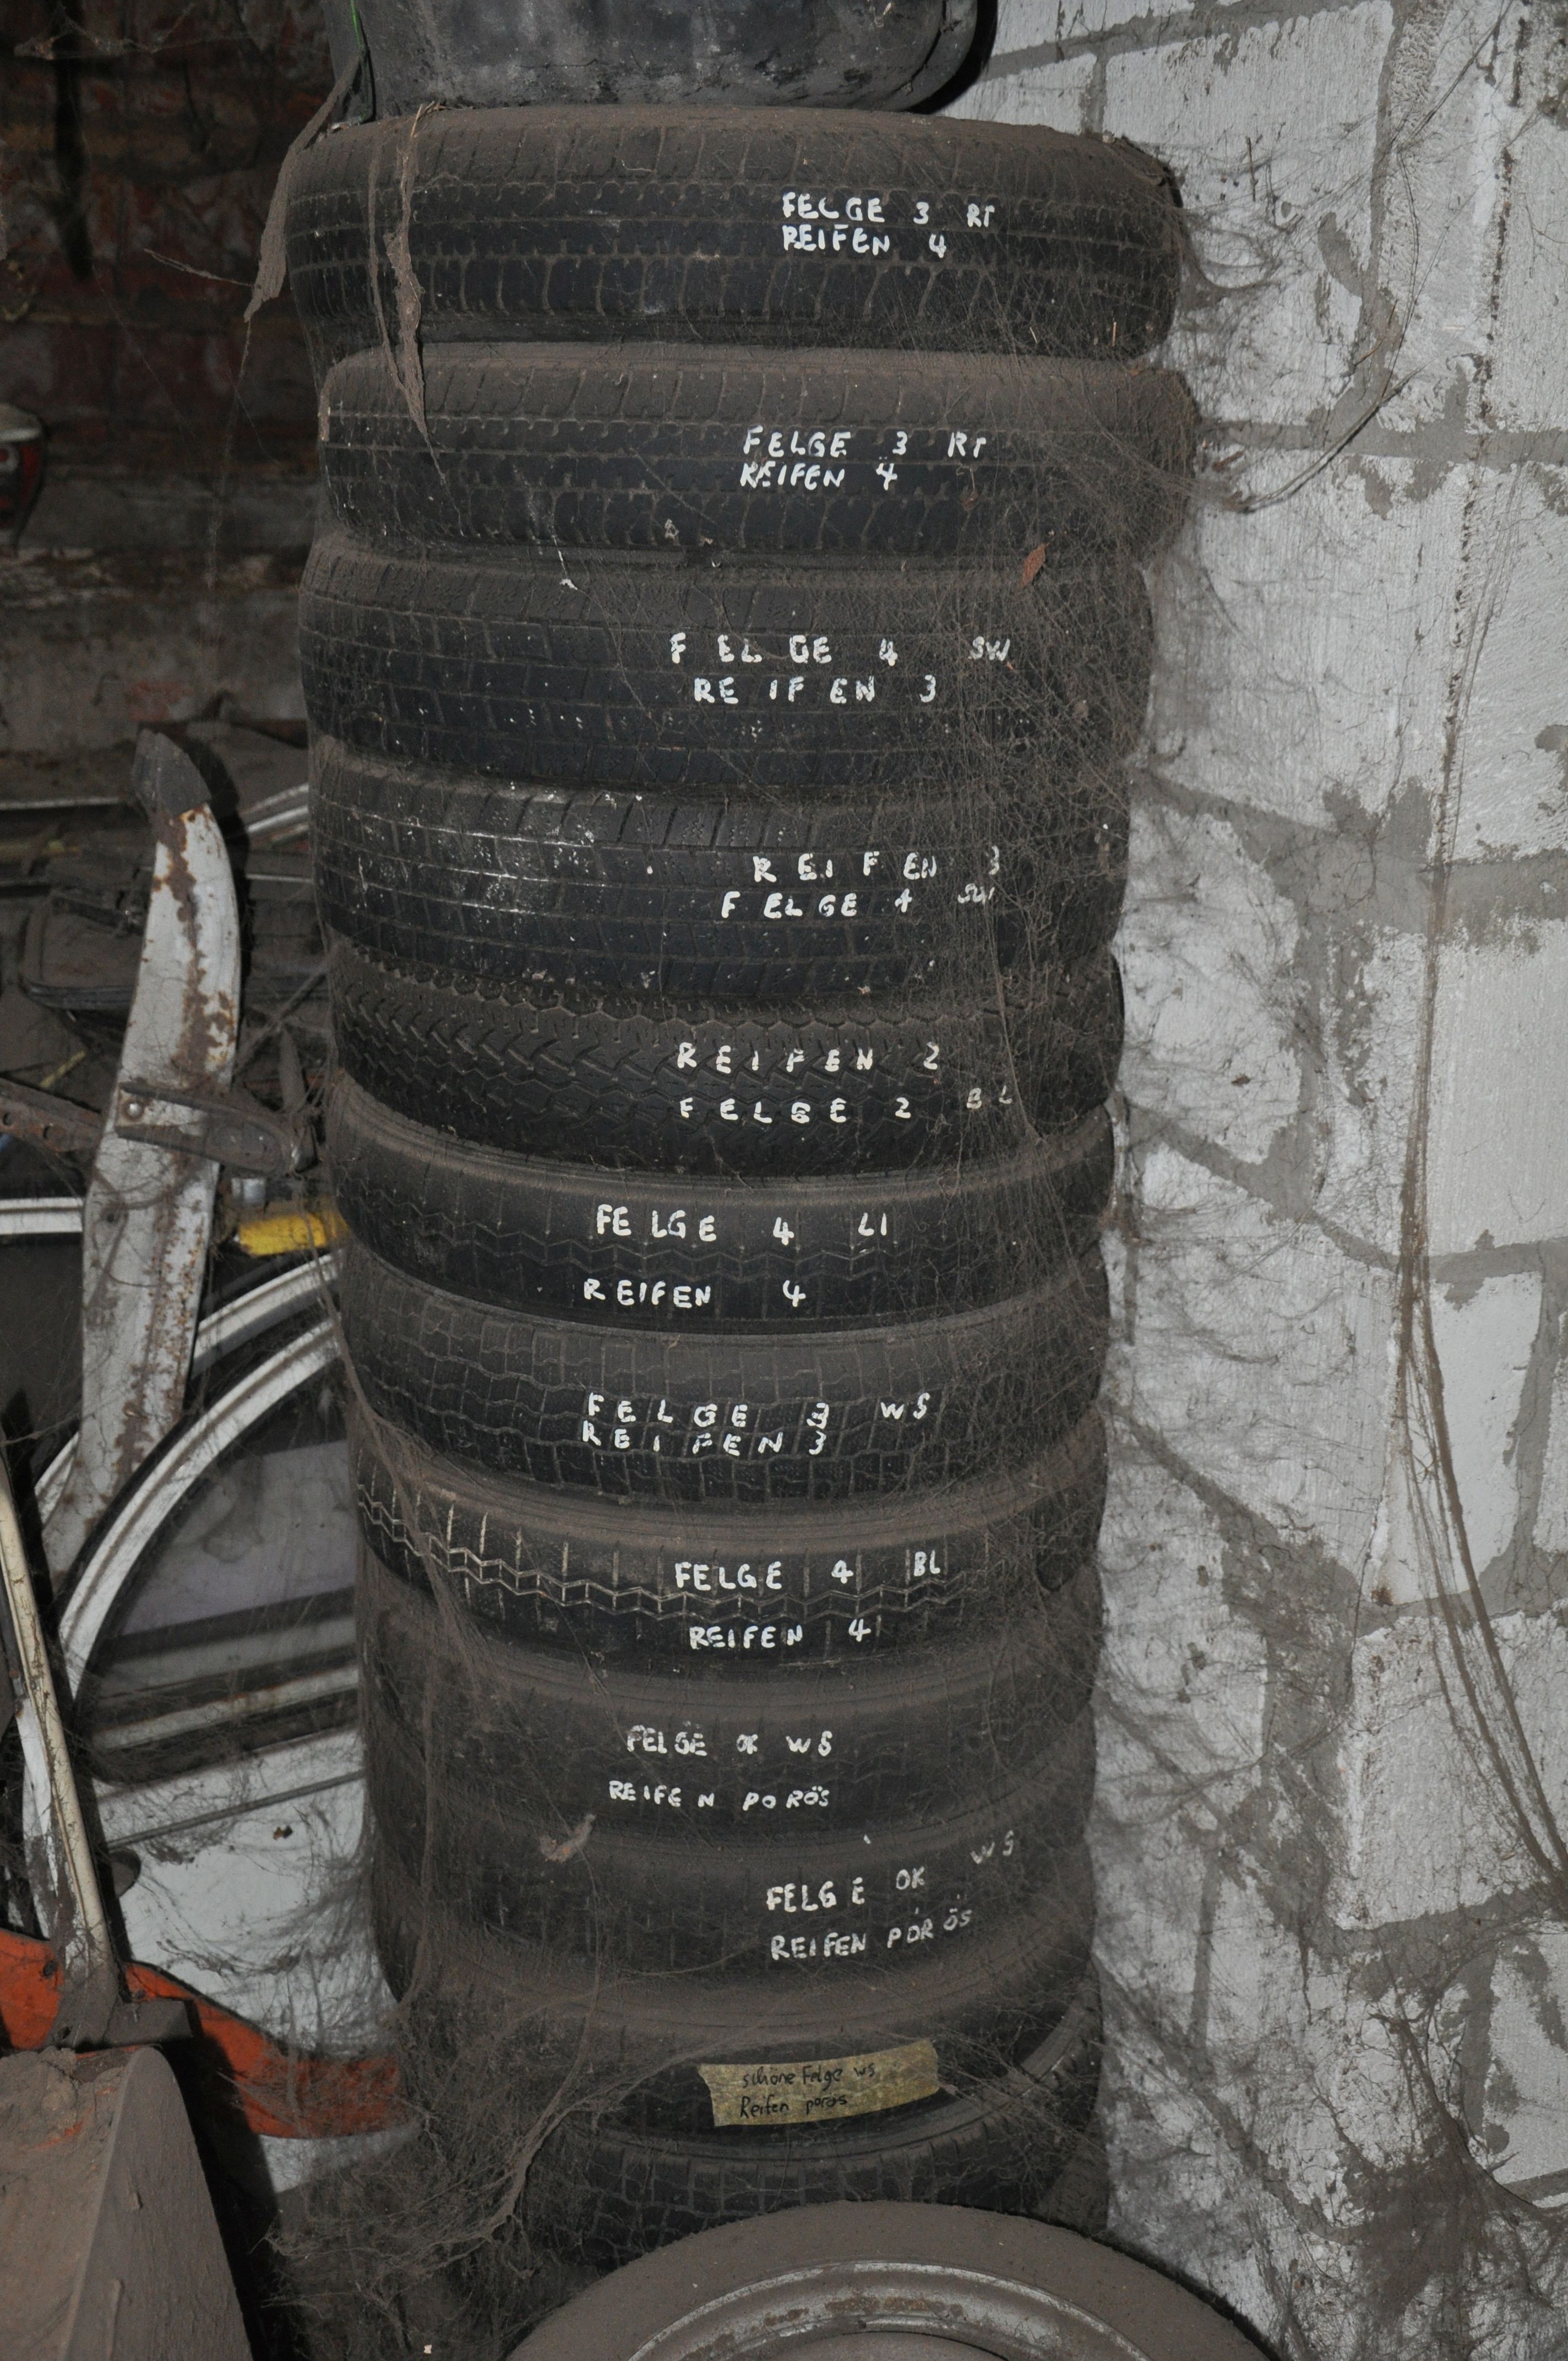 FELGE 3 RT
REIFEN 4
FELGE 3 RT
REIFEN 4
FELGE 4 SW
REIFEN 3
REIFEN 3
FELGE 4 SW
REIFEN 2
FELGE 2 BL
FELGE 4 LI
REIFEN 4
FELGE 3 WS
REIFEN 3
FELGE 4 BL
REIFEN 4
FELGE OK WS
REIFEN PORÖS
FELGE OK WS
REIFEN PORÖS
schöne Felge ws
Reifen porös